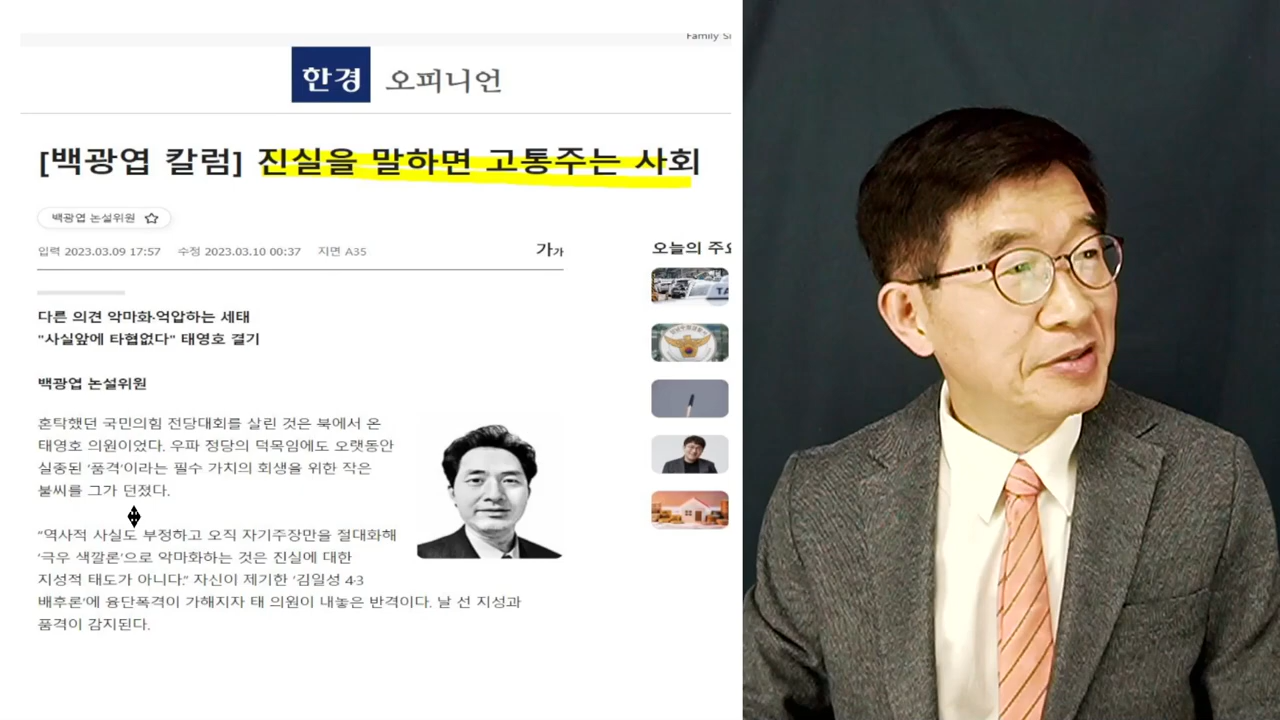 Family Si
한경 오피니언
[백광엽 칼럼] 진실을 말하면 고통주는 사회
백광엽 논설위원
입력 2023.03.09 17:57 수정 2023.03.10 00:37 지면 A35
가가
오늘의 주요
다른 의견 악마화·억압하는 세태
"사실앞에 타협없다" 태영호 결기
백광엽 논설위원
혼탁했던 국민의힘 전당대회를 살린 것은 북에서 온
태영호 의원이었다. 우파 정당의 덕목임에도 오랫동안
실종된 '품격'이라는 필수 가치의 회생을 위한 작은
불씨를 그가 던졌다.
"역사적 사실도 부정하고 오직 자기주장만을 절대화해
'극우 색깔론'으로 악마화하는 것은 진실에 대한
지성적 태도가 아니다." 자신이 제기한 '김일성 4·3
배후론'에 융단폭격이 가해지자 태 의원이 내놓은 반격이다. 날 선 지성과
품격이 감지된다.